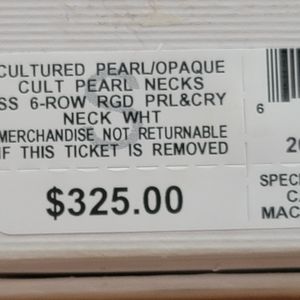 CULTURED PEARL/OPAQUE
CULT PEARL NECKS
SS 6-ROW RGD PRL&CRY
NECK WHT
MERCHANDISE NOT RETURNABLE
IF THIS TICKET IS REMOVED
$325.00
S
6
20
SPEC
C
MAC